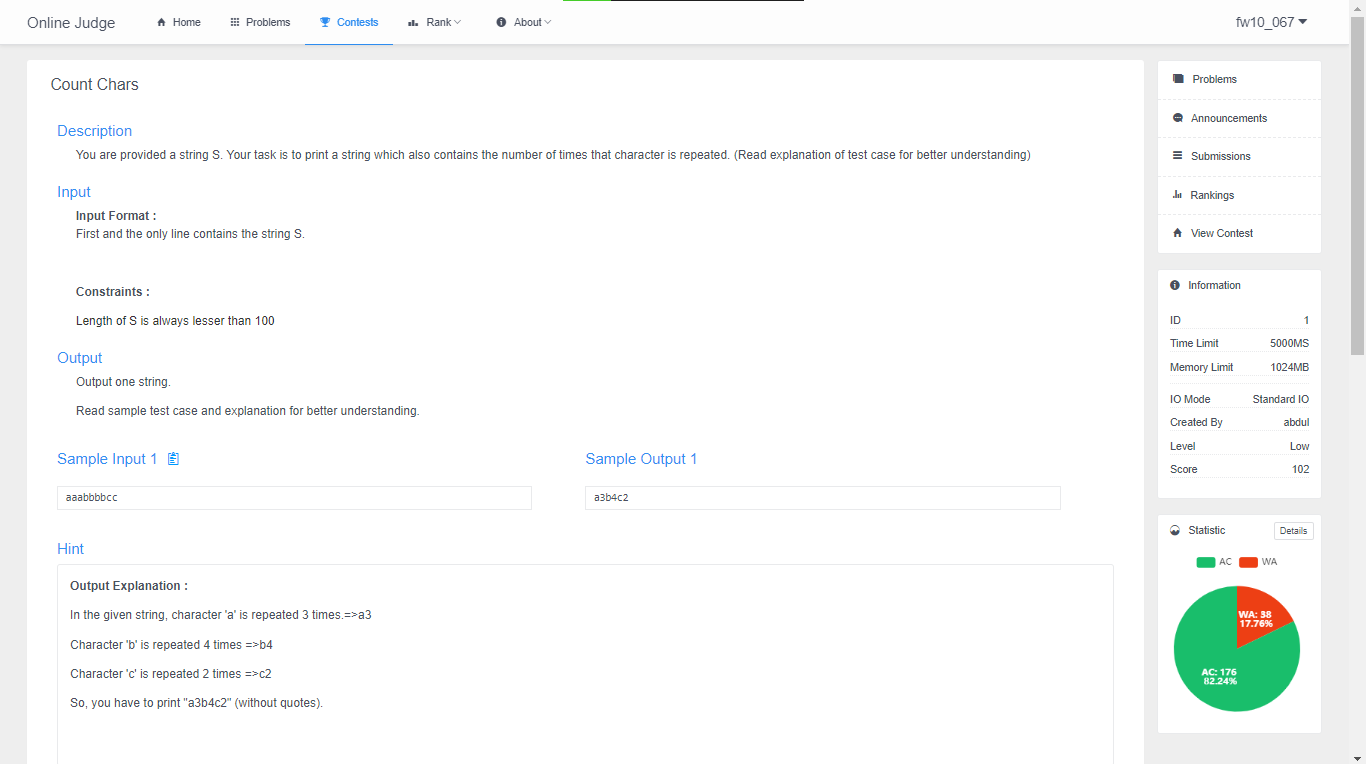 Online Judge
Home
Problems
Contests
Rank
About
fw10_067
Count Chars
Description
You are provided a string S. Your task is to print a string which also contains the number of times that character is repeated. (Read explanation of test case for better understanding)
Input
Input Format :
First and the only line contains the string S.
Constraints :
Length of S is always lesser than 100
Output
Output one string.
Read sample test case and explanation for better understanding.
Sample Input 1
Sample Output 1
aaabbbbcc
a3b4c2
Hint
Output Explanation :
In the given string, character 'a' is repeated 3 times.=>a3
Character 'b' is repeated 4 times =>b4
Character 'c' is repeated 2 times =>c2
So, you have to print "a3b4c2" (without quotes).
Problems
Announcements
Submissions
Rankings
View Contest
Information
ID 1
Time Limit 5000MS
Memory Limit 1024MB
IO Mode Standard IO
Created By abdul
Level Low
Score 102
Statistic Details
AC WA
WA: 38
17.76%
AC: 176
82.24%